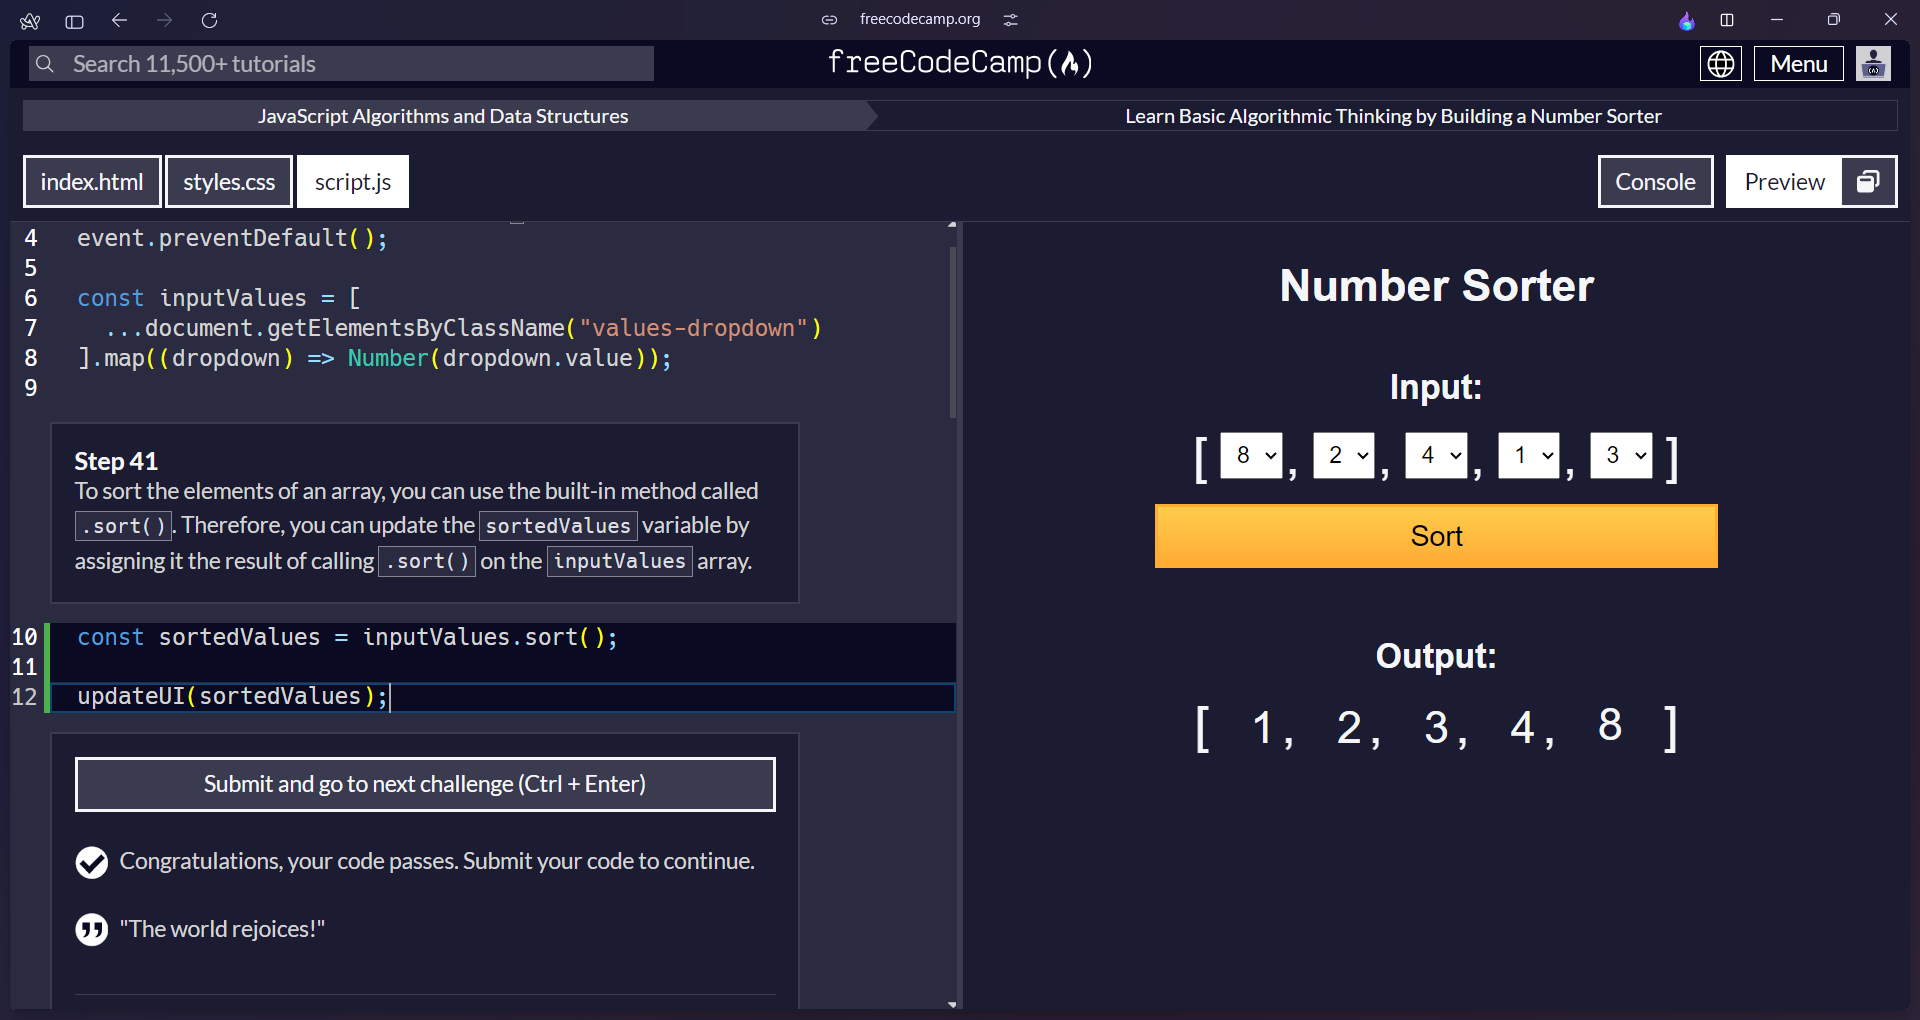 freecodecamp.org
Search 11,500+ tutorials
freeCodeCamp(🔥)
Menu
JavaScript Algorithms and Data Structures
Learn Basic Algorithmic Thinking by Building a Number Sorter
index.html
styles.css
script.js
Console
Preview
4 event.preventDefault();
5
6 const inputValues = [
7 ...document.getElementsByClassName("values-dropdown")
8 ].map((dropdown) => Number(dropdown.value));
9
Step 41
To sort the elements of an array, you can use the built-in method called
.sort(). Therefore, you can update the sortedValues variable by
assigning it the result of calling .sort() on the inputValues array.
10 const sortedValues = inputValues.sort();
11
12 updateUI(sortedValues);
Submit and go to next challenge (Ctrl + Enter)
Congratulations, your code passes. Submit your code to continue.
"The world rejoices!"
Number Sorter
Input:
[ 8 , 2 , 4 , 1 , 3 ]
Sort
Output:
[ 1, 2, 3, 4, 8 ]